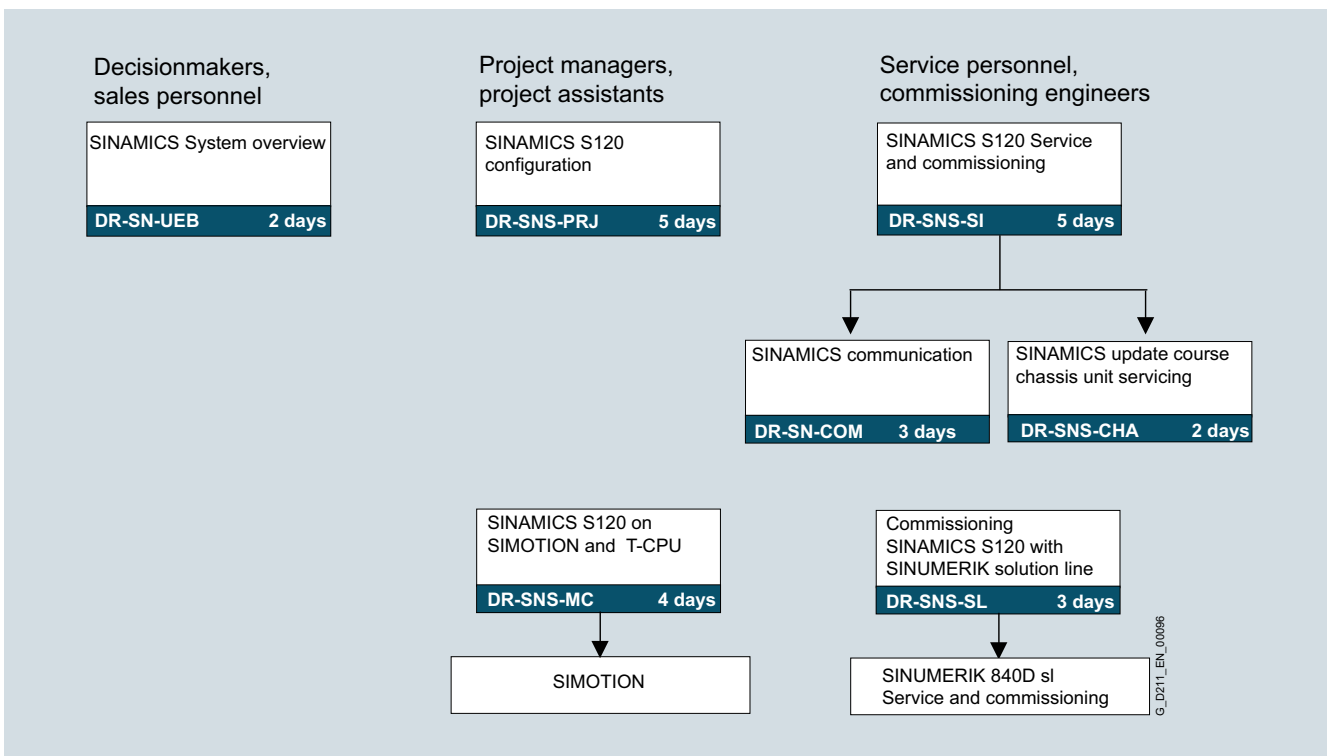 Decisionmakers,
sales personnel
Project managers,
project assistants
Service personnel,
commissioning engineers
SINAMICS System overview
DR-SN-UEB 2 days
SINAMICS S120
configuration
DR-SNS-PRJ 5 days
SINAMICS S120 Service
and commissioning
DR-SNS-SI 5 days
SINAMICS communication
DR-SN-COM 3 days
SINAMICS update course
chassis unit servicing
DR-SNS-CHA 2 days
SINAMICS S120 on
SIMOTION and T-CPU
DR-SNS-MC 4 days
SIMOTION
Commissioning
SINAMICS S120 with
SINUMERIK solution line
DR-SNS-SL 3 days
SINUMERIK 840D sl
Service and commissioning
G_D211_EN_00096